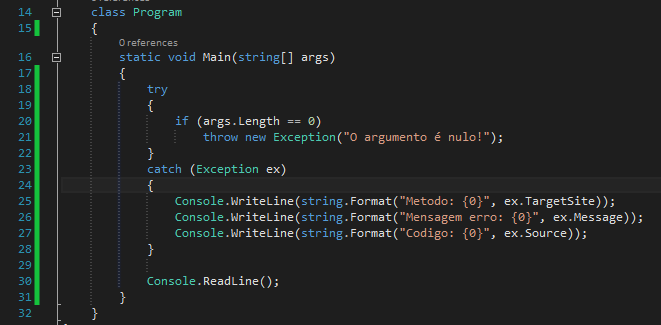 14 class Program
15 {
0 references
16 static void Main(string[] args)
17 {
18 try
19 {
20 if (args.Length == 0)
21 throw new Exception("O argumento é nulo!");
22 }
23 catch (Exception ex)
24 {
25 Console.WriteLine(string.Format("Metodo: {0}", ex.TargetSite));
26 Console.WriteLine(string.Format("Mensagem erro: {0}", ex.Message));
27 Console.WriteLine(string.Format("Codigo: {0}", ex.Source));
28 }
29
30 Console.ReadLine();
31 }
32 }